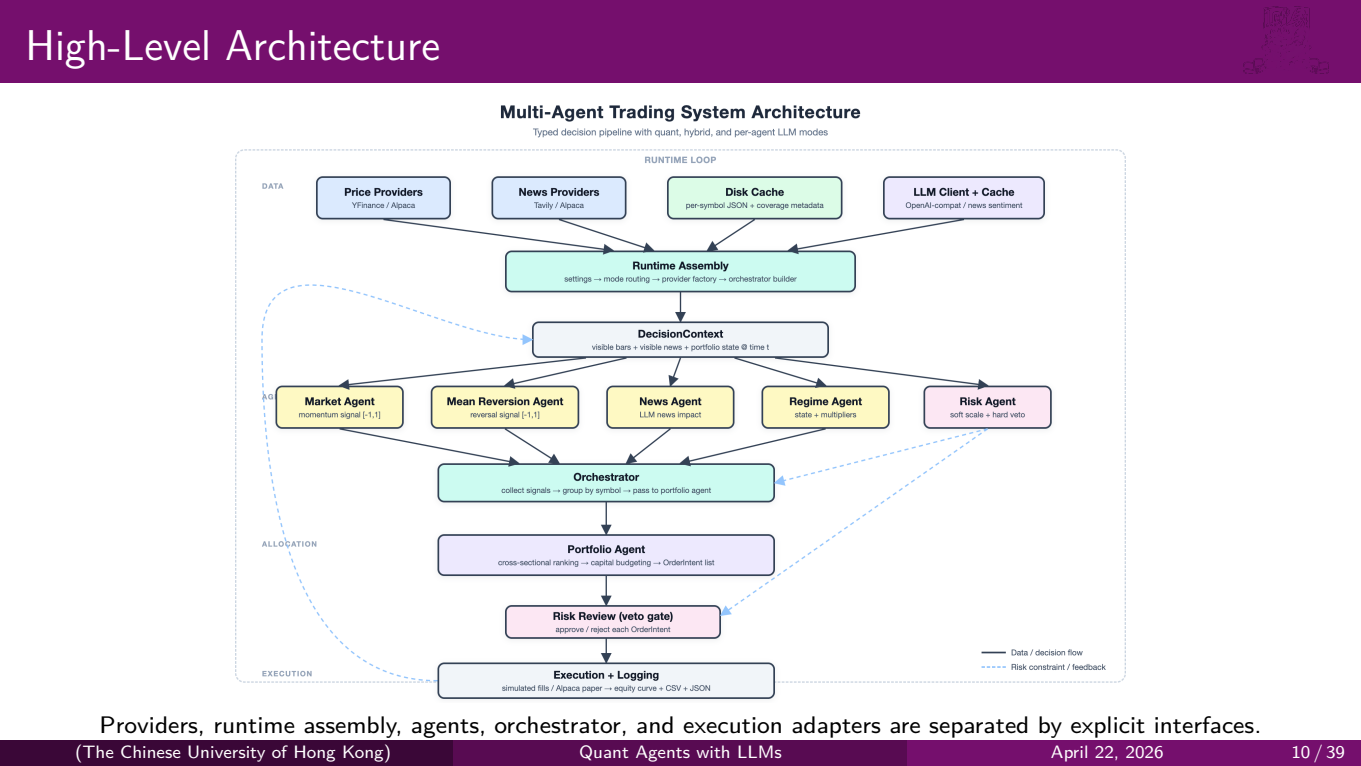 High-Level Architecture
Multi-Agent Trading System Architecture
Typed decision pipeline with quant, hybrid, and per-agent LLM modes
RUNTIME LOOP
DATA
Price Providers
YFinance / Alpaca
News Providers
Tavily / Alpaca
Disk Cache
per-symbol JSON + coverage metadata
LLM Client + Cache
OpenAI-compat / news sentiment
Runtime Assembly
settings → mode routing → provider factory → orchestrator builder
DecisionContext
visible bars + visible news + portfolio state @ time t
Market Agent
momentum signal [-1,1]
Mean Reversion Agent
reversal signal [-1,1]
News Agent
LLM news impact
Regime Agent
state + multipliers
Risk Agent
soft scale + hard veto
Orchestrator
collect signals → group by symbol → pass to portfolio agent
ALLOCATION
Portfolio Agent
cross-sectional ranking → capital budgeting → OrderIntent list
Risk Review (veto gate)
approve / reject each OrderIntent
EXECUTION
Execution + Logging
simulated fills / Alpaca paper → equity curve + CSV + JSON
Data / decision flow
Risk constraint / feedback
Providers, runtime assembly, agents, orchestrator, and execution adapters are separated by explicit interfaces.
(The Chinese University of Hong Kong) Quant Agents with LLMs April 22, 2026 10 / 39